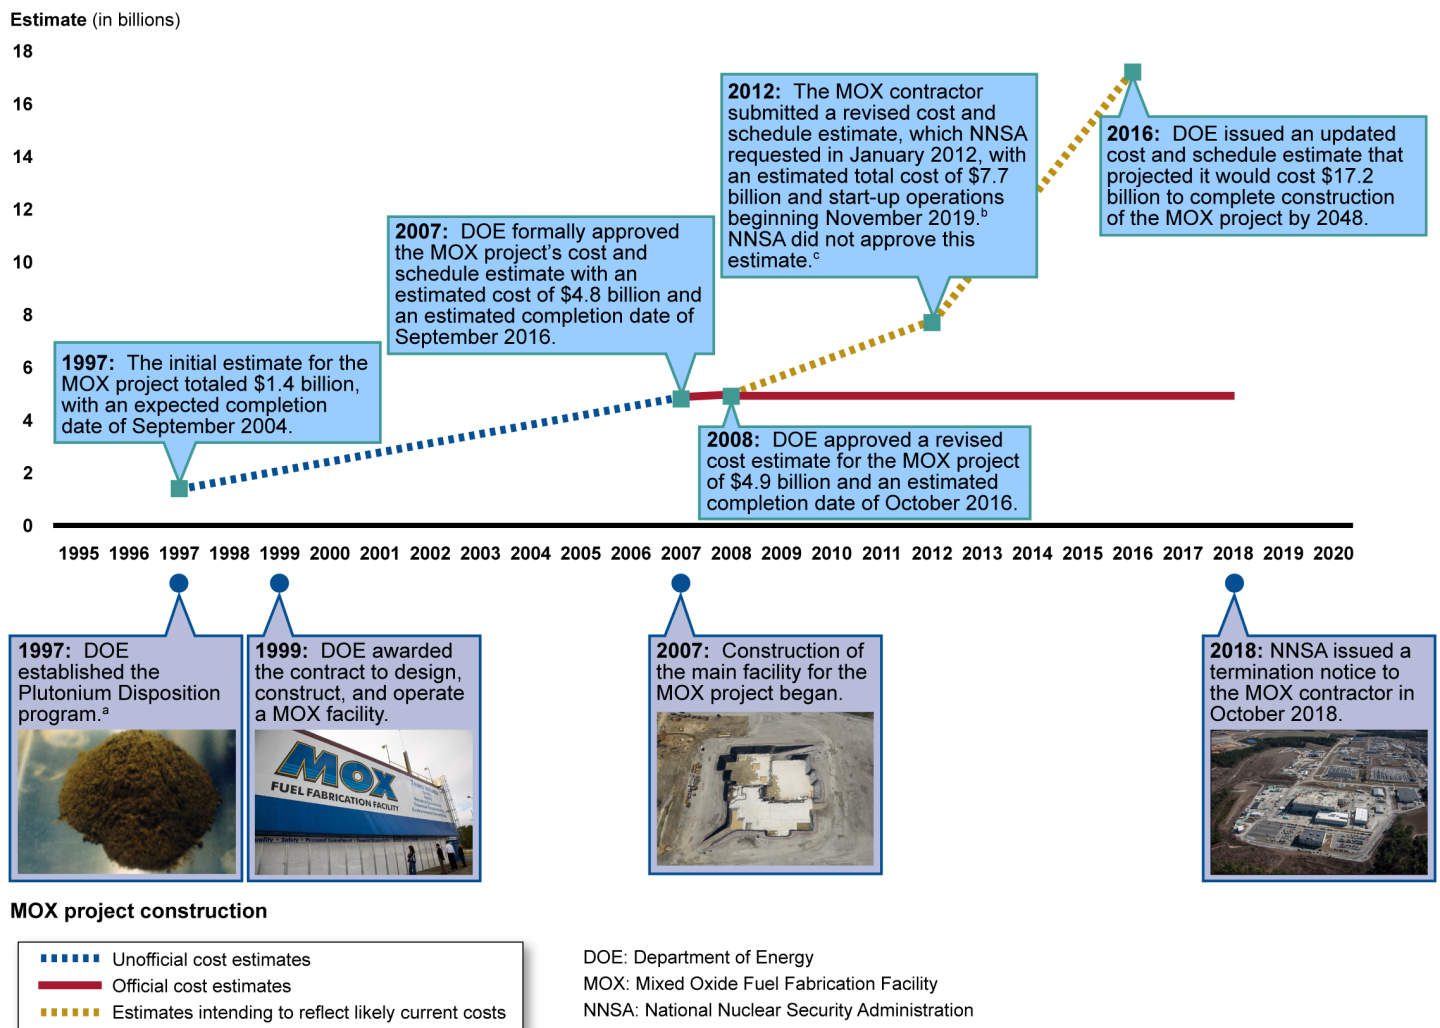 Estimate (in billions)
18
16
14
12
10
8
6
4
2
0
1997: The initial estimate for the
MOX project totaled $1.4 billion,
with an expected completion
date of September 2004.
2007: DOE formally approved
the MOX project’s cost and
schedule estimate with an
estimated cost of $4.8 billion and
an estimated completion date of
September 2016.
2008: DOE approved a revised
cost estimate for the MOX project
of $4.9 billion and an estimated
completion date of October 2016.
2012: The MOX contractor
submitted a revised cost and
schedule estimate, which NNSA
requested in January 2012, with
an estimated total cost of $7.7
billion and start-up operations
beginning November 2019.b
NNSA did not approve this
estimate.c
2016: DOE issued an updated
cost and schedule estimate that
projected it would cost $17.2
billion to complete construction
of the MOX project by 2048.
1995 1996 1997 1998 1999 2000 2001 2002 2003 2004 2005 2006 2007 2008 2009 2010 2011 2012 2013 2014 2015 2016 2017 2018 2019 2020
1997: DOE
established the
Plutonium Disposition
program.a
1999: DOE awarded
the contract to design,
construct, and operate
a MOX facility.
MOX
FUEL FABRICATION FACILITY
2007: Construction of
the main facility for the
MOX project began.
2018: NNSA issued a
termination notice to
the MOX contractor in
October 2018.
MOX project construction
Unofficial cost estimates
Official cost estimates
Estimates intending to reflect likely current costs
DOE: Department of Energy
MOX: Mixed Oxide Fuel Fabrication Facility
NNSA: National Nuclear Security Administration